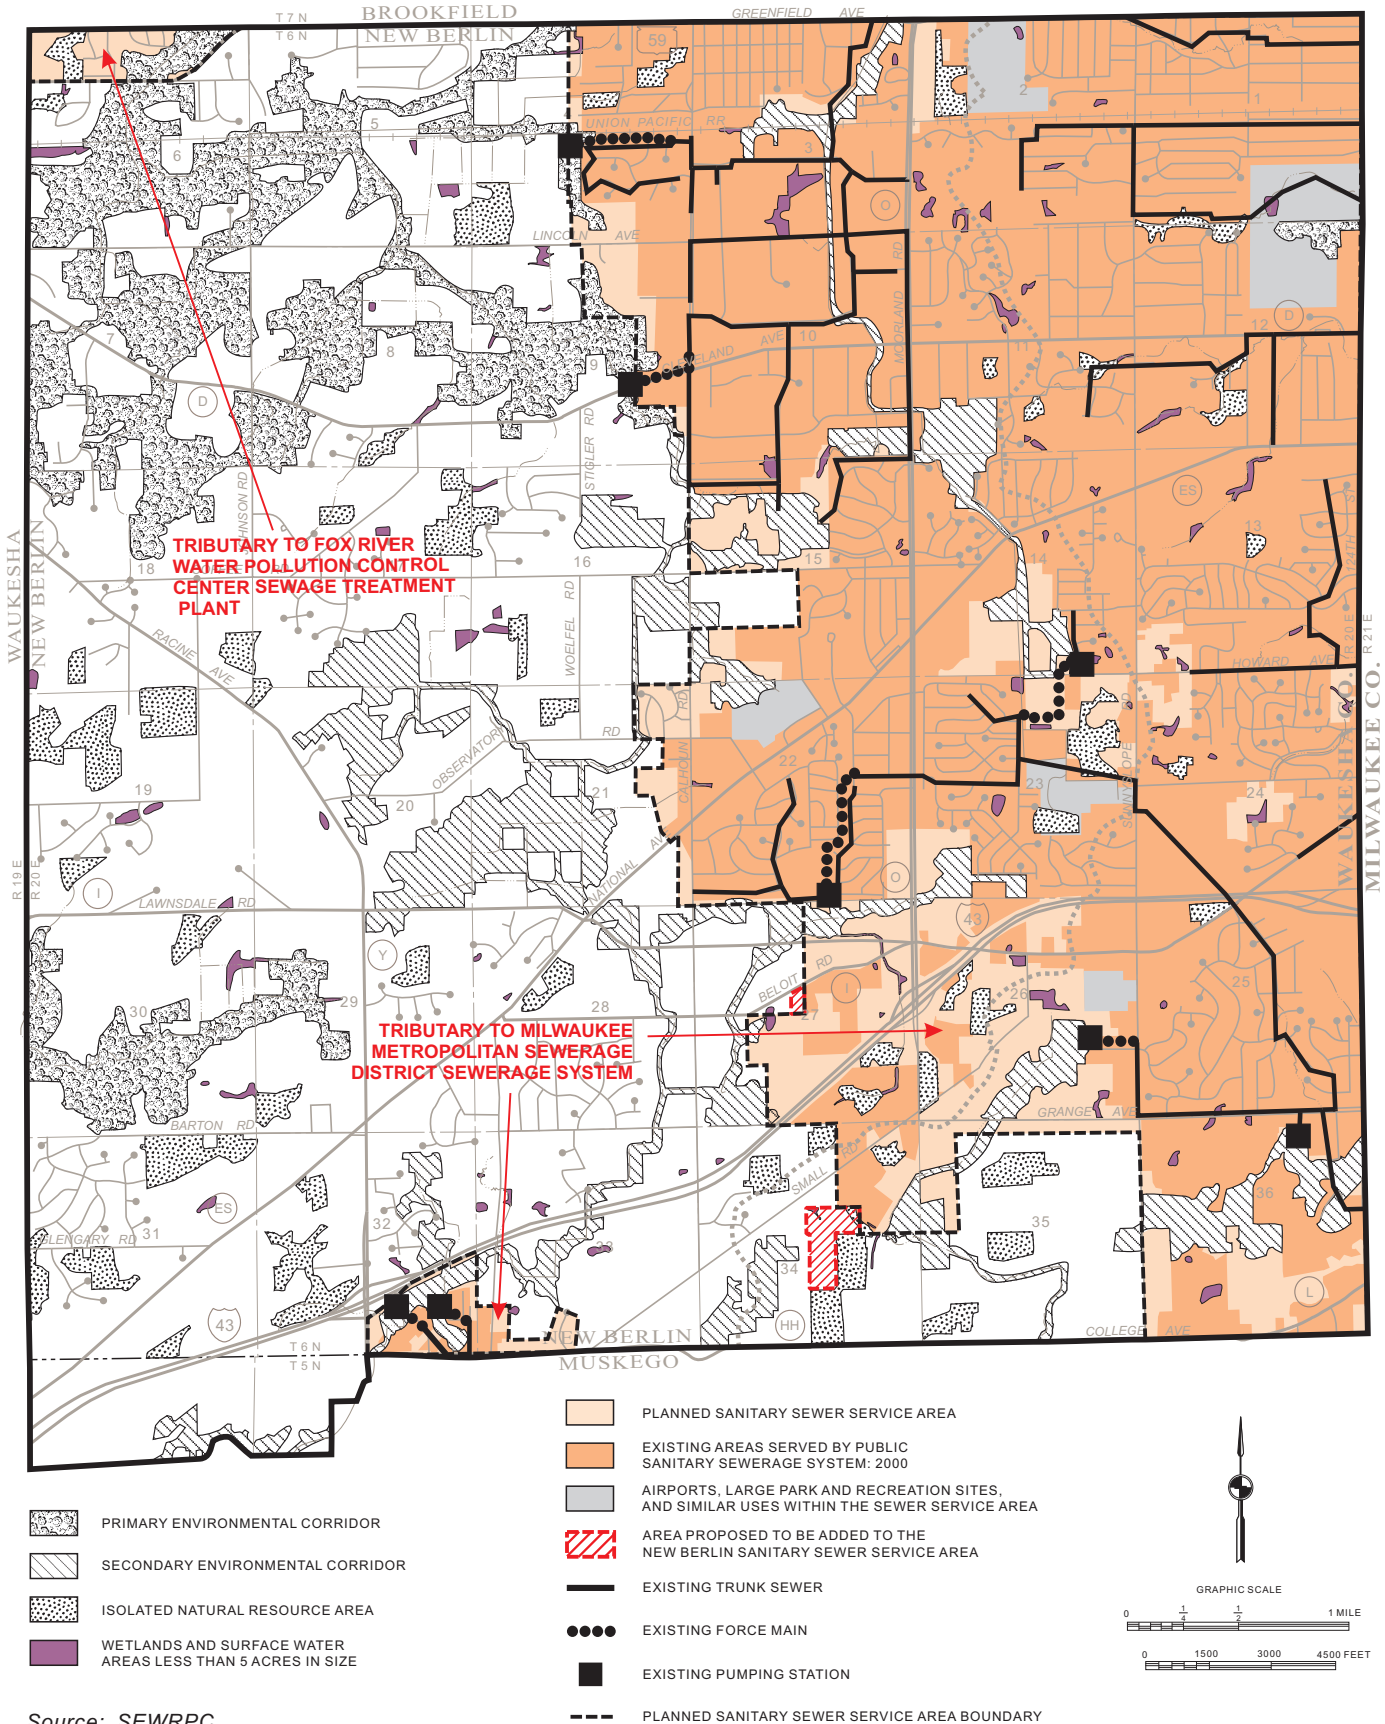 BROOKFIELD
NEW BERLIN
T 7 N
T 6 N
GREENFIELD AVE
59
UNION PACIFIC RR
LINCOLN AVE
MOORLAND RD
CLEVELAND AVE
STIGLER RD
JOHNSON RD
1
2
3
5
6
7
8
9
10
11
12
O
D
D
ES
13
14
15
16
18
TRIBUTARY TO FOX RIVER
WATER POLLUTION CONTROL
CENTER SEWAGE TREATMENT
PLANT
WAUKESHA
NEW BERLIN
RACINE AVE
WOELFEL RD
OBSERVATORY RD
CALHOUN RD
HOWARD AVE
SUNNYSLOPE RD
124TH ST
R 20 E
R 21 E
WAUKESHA CO.
MILWAUKEE CO.
19
20
21
22
23
24
R 19 E
R 20 E
I
LAWNSDALE RD
NATIONAL AVE
Y
O
43
BELOIT RD
I
25
26
27
28
29
30
TRIBUTARY TO MILWAUKEE
METROPOLITAN SEWERAGE
DISTRICT SEWERAGE SYSTEM
BARTON RD
GRANGE AVE
SMALL RD
ES
GLENGARY RD
31
32
33
34
35
36
43
HH
L
T 6 N
T 5 N
NEW BERLIN
MUSKEGO
COLLEGE AVE
PLANNED SANITARY SEWER SERVICE AREA
EXISTING AREAS SERVED BY PUBLIC
SANITARY SEWERAGE SYSTEM: 2000
AIRPORTS, LARGE PARK AND RECREATION SITES,
AND SIMILAR USES WITHIN THE SEWER SERVICE AREA
AREA PROPOSED TO BE ADDED TO THE
NEW BERLIN SANITARY SEWER SERVICE AREA
EXISTING TRUNK SEWER
EXISTING FORCE MAIN
EXISTING PUMPING STATION
PLANNED SANITARY SEWER SERVICE AREA BOUNDARY
PRIMARY ENVIRONMENTAL CORRIDOR
SECONDARY ENVIRONMENTAL CORRIDOR
ISOLATED NATURAL RESOURCE AREA
WETLANDS AND SURFACE WATER
AREAS LESS THAN 5 ACRES IN SIZE
GRAPHIC SCALE
0 1/4 1/2 1 MILE
0 1500 3000 4500 FEET
Source: SEWRPC